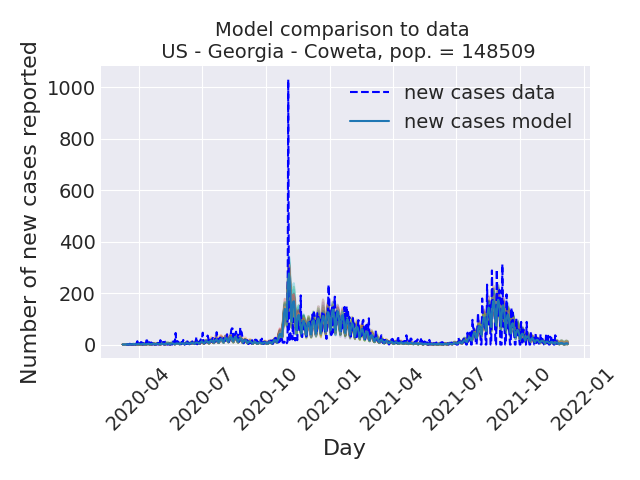 Model comparison to data
US - Georgia - Coweta, pop. = 148509
Number of new cases reported
1000
800
600
400
200
0
new cases data
new cases model
2020-04
2020-07
2020-10
2021-01
2021-04
2021-07
2021-10
2022-01
Day